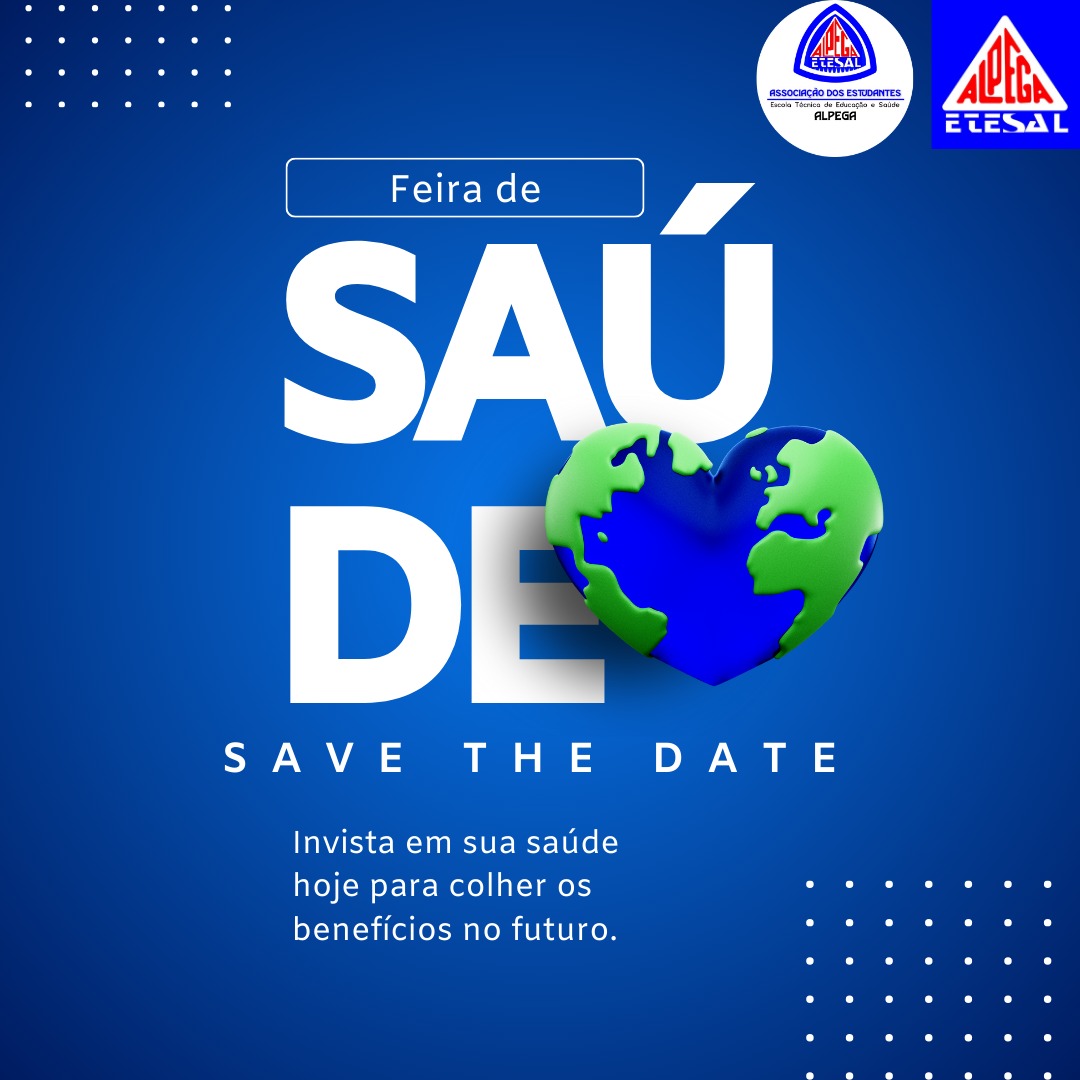 ALPEGA
ETESAL
ASSOCIAÇÃO DOS ESTUDANTES
Escola Técnica de Educação e Saúde
ALPEGA
ALPEGA
ETESAL
Feira de
SAÚ
DE
SAVE THE DATE
Invista em sua saúde
hoje para colher os
benefícios no futuro.